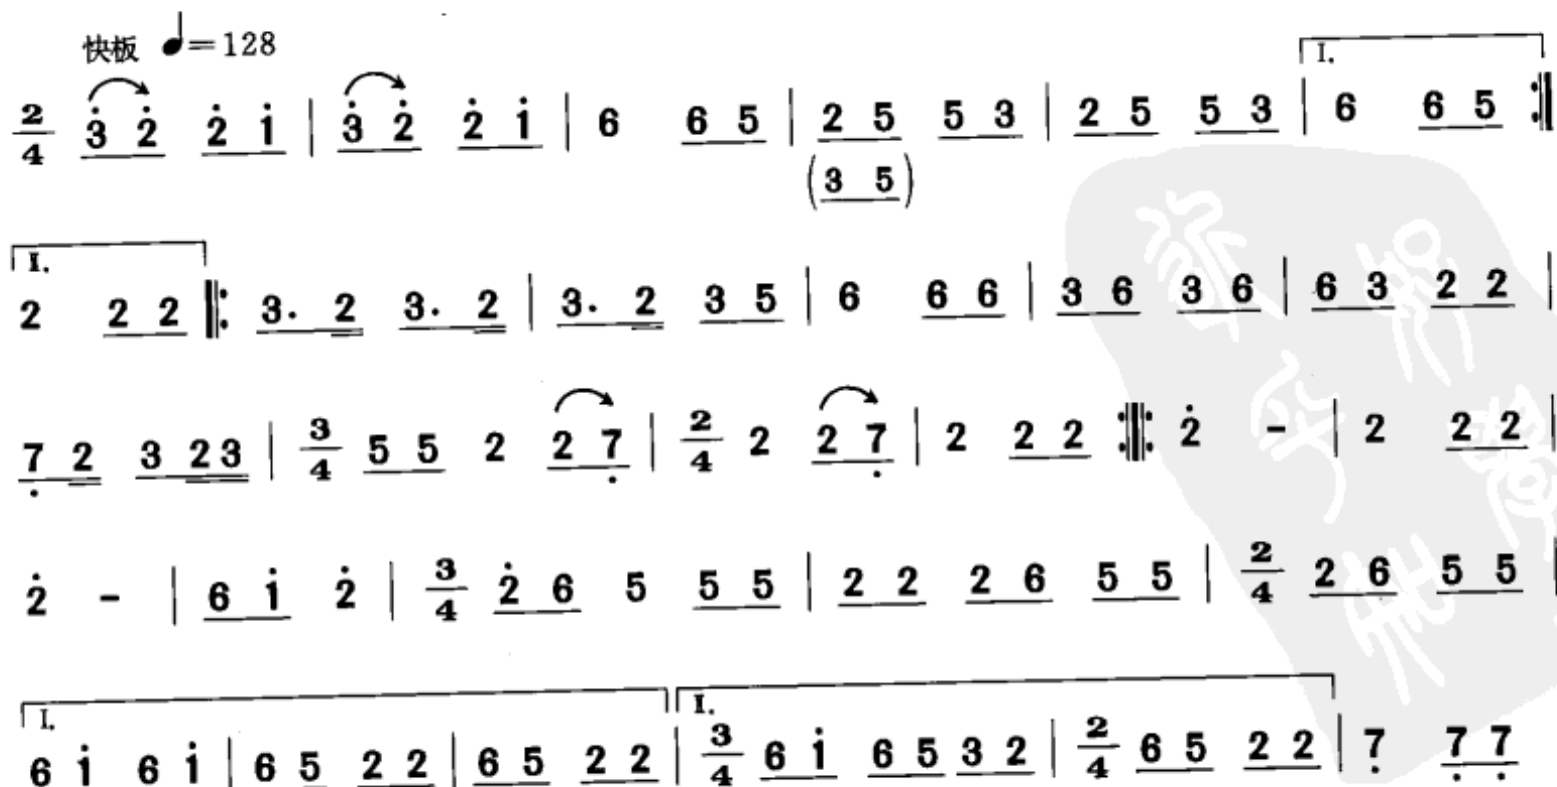 快板 ♩=128
2/4 3̇ 2̇ 2̇ 1̇ | 3̇ 2̇ 2̇ 1̇ | 6 6 5 | 2 5 5 3 | 2 5 5 3 | I. 6 6 5 :‖
(3 5)
I. 2 2 2 ‖: 3. 2 3. 2 | 3. 2 3 5 | 6 6 6 | 3 6 3 6 | 6 3 2 2 |
7̣ 2 3 2 3 | 3/4 5 5 2 2 7̣ | 2/4 2 2 7̣ | 2 2 2 :‖: 2̇ - | 2 2 2 |
2̇ - | 6 1̇ 2̇ | 3/4 2̇ 6 5 5 5 | 2 2 2 6 5 5 | 2/4 2 6 5 5 |
I. 6 1̇ 6 1̇ | 6 5 2 2 | 6 5 2 2 | I. 3/4 6 1̇ 6 5 3 2 | 2/4 6 5 2 2 | 7̣ 7̣ 7̣